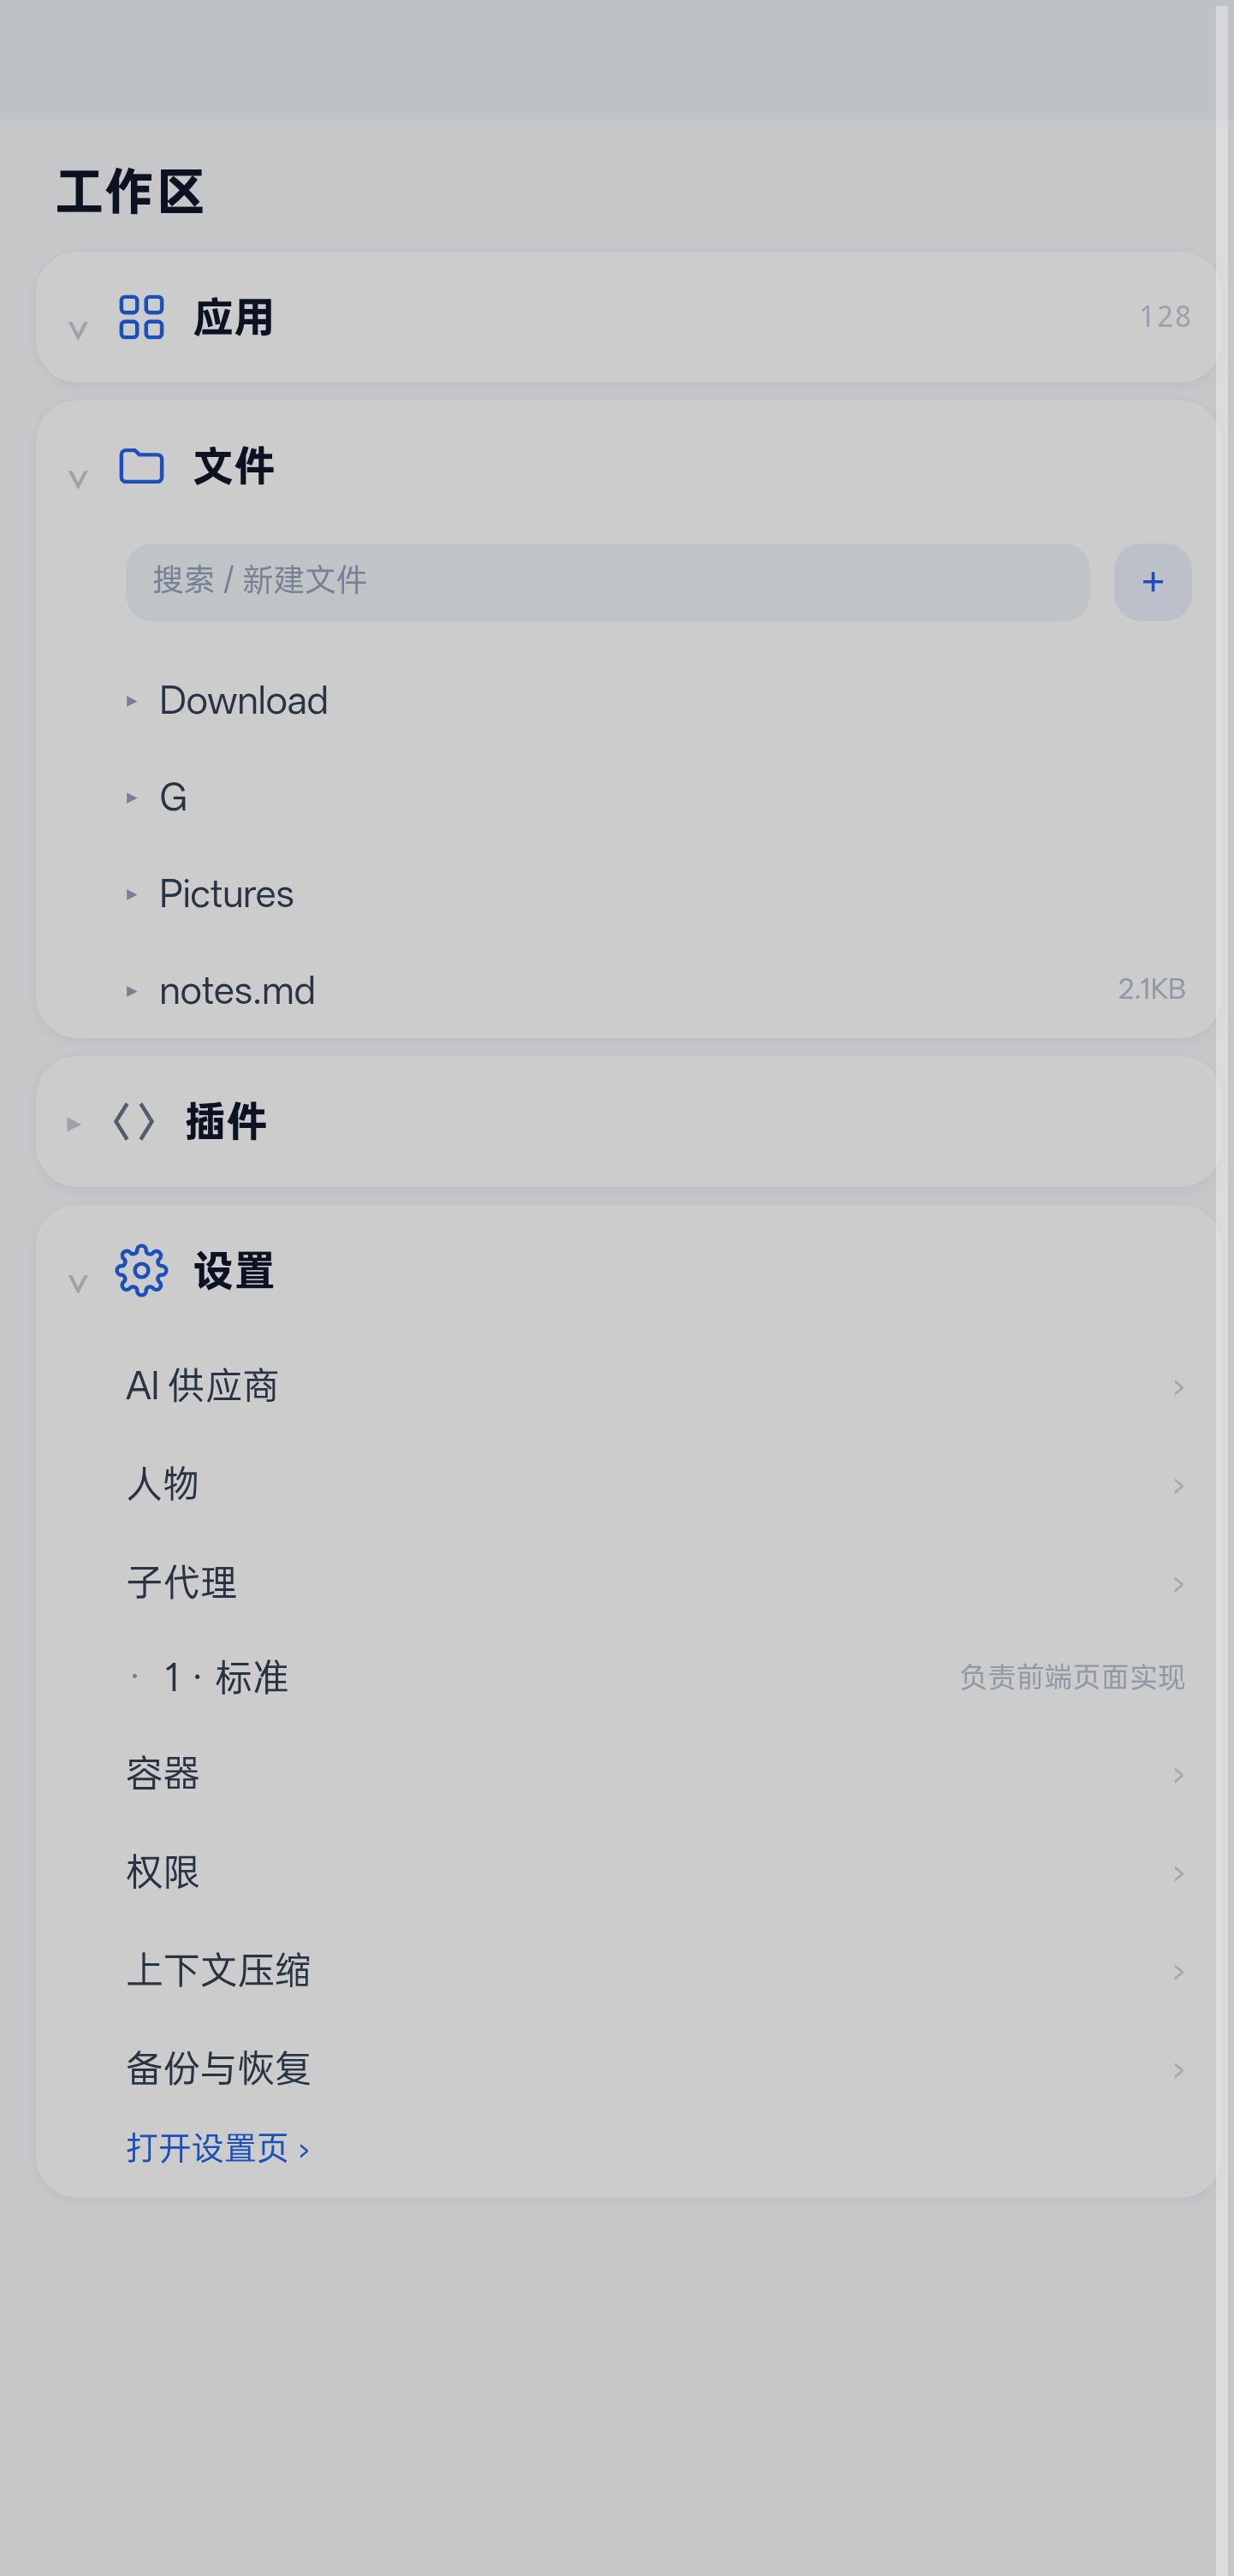 工作区
应用 128
文件
搜索 / 新建文件 +
Download
G
Pictures
notes.md 2.1KB
插件
设置
AI 供应商
人物
子代理
· 1 · 标准 负责前端页面实现
容器
权限
上下文压缩
备份与恢复
打开设置页 ›